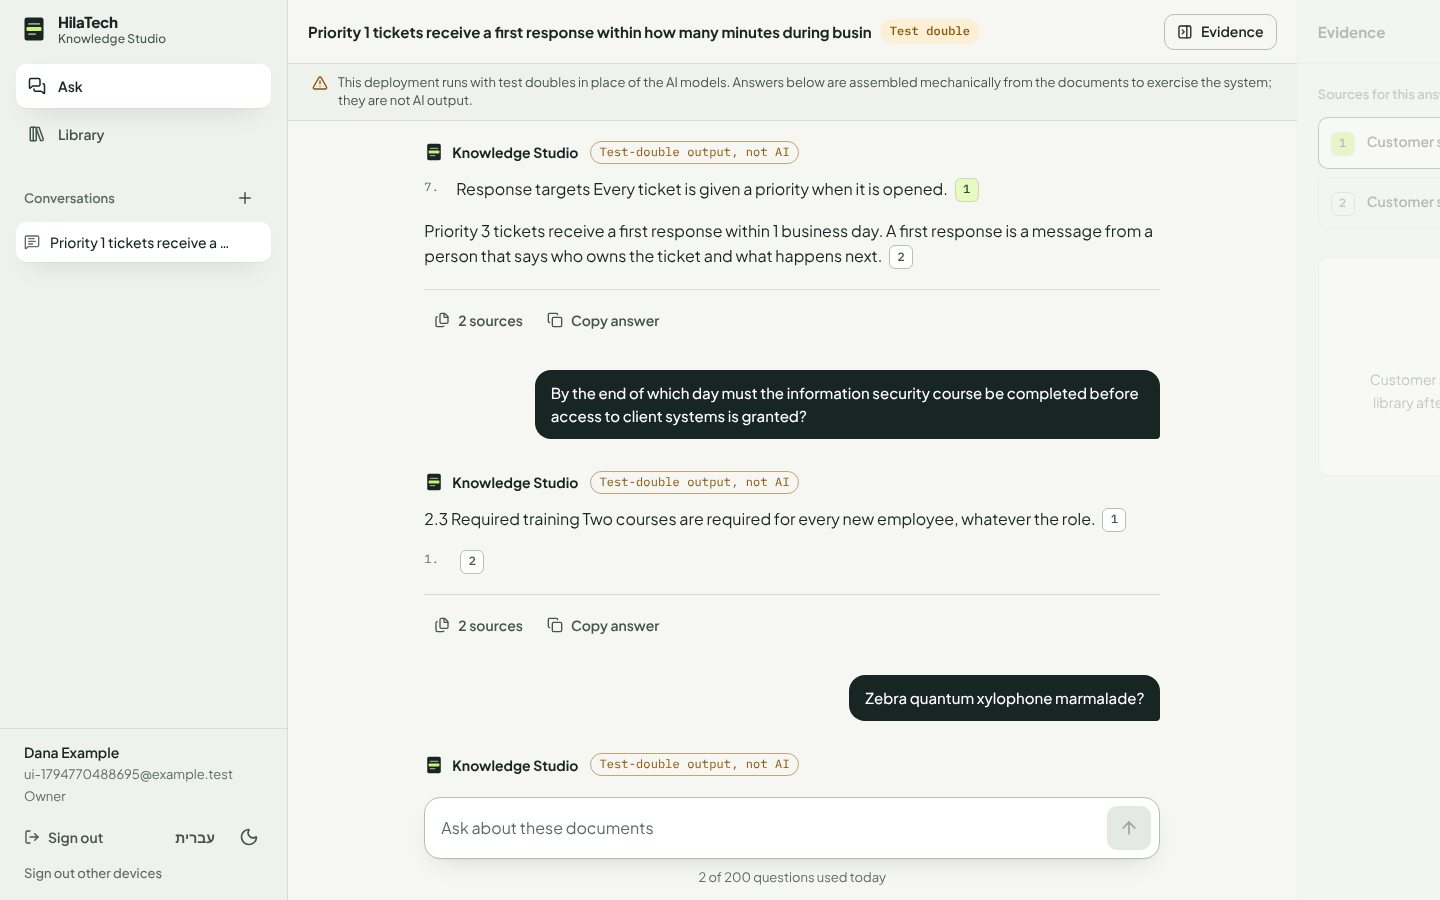 HilaTech
Knowledge Studio
Ask
Library
Conversations
Priority 1 tickets receive a ...
Dana Example
ui-1794770488695@example.test
Owner
Sign out
עברית
Sign out other devices
Priority 1 tickets receive a first response within how many minutes during busin
Test double
Evidence
This deployment runs with test doubles in place of the AI models. Answers below are assembled mechanically from the documents to exercise the system;
they are not AI output.
Knowledge Studio
Test-double output, not AI
7. Response targets Every ticket is given a priority when it is opened. 1
Priority 3 tickets receive a first response within 1 business day. A first response is a message from a
person that says who owns the ticket and what happens next. 2
2 sources
Copy answer
By the end of which day must the information security course be completed before
access to client systems is granted?
Knowledge Studio
Test-double output, not AI
2.3 Required training Two courses are required for every new employee, whatever the role. 1
1. 2
2 sources
Copy answer
Zebra quantum xylophone marmalade?
Knowledge Studio
Test-double output, not AI
Ask about these documents
2 of 200 questions used today
Evidence
Sources for this ans
1 Customer s
2 Customer s
Customer
library afte